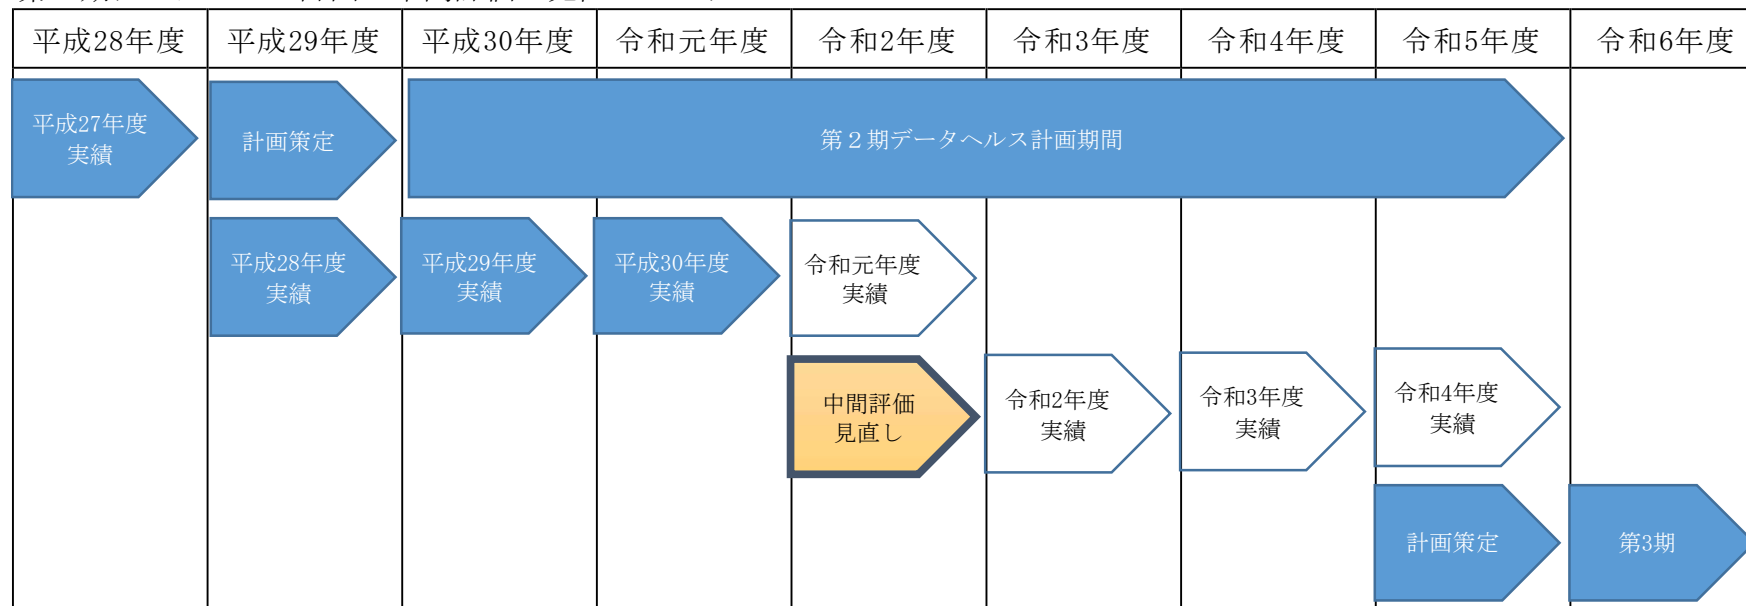 平成28年度 平成29年度 平成30年度 令和元年度 令和2年度 令和3年度 令和4年度 令和5年度 令和6年度
平成27年度
実績
計画策定
第２期データヘルス計画期間
平成28年度
実績
平成29年度
実績
平成30年度
実績
令和元年度
実績
中間評価
見直し
令和2年度
実績
令和3年度
実績
令和4年度
実績
計画策定
第3期